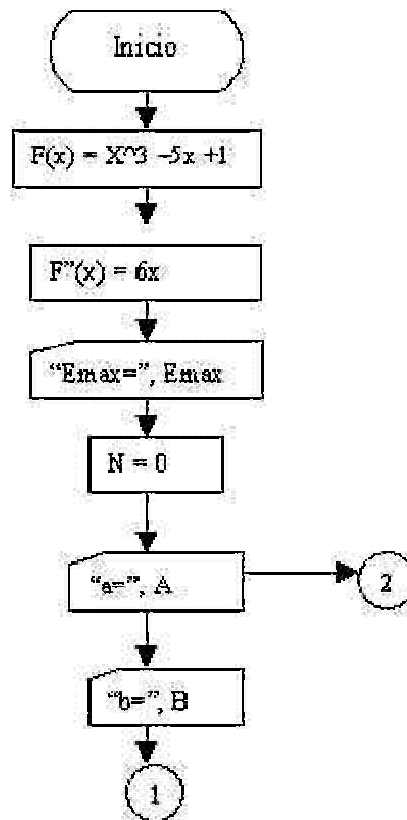 Inicio
F(x) = X^3 -5x +1
F"(x) = 6x
“Emax=”, Emax
N = 0
“a=”, A
2
“b=”, B
1